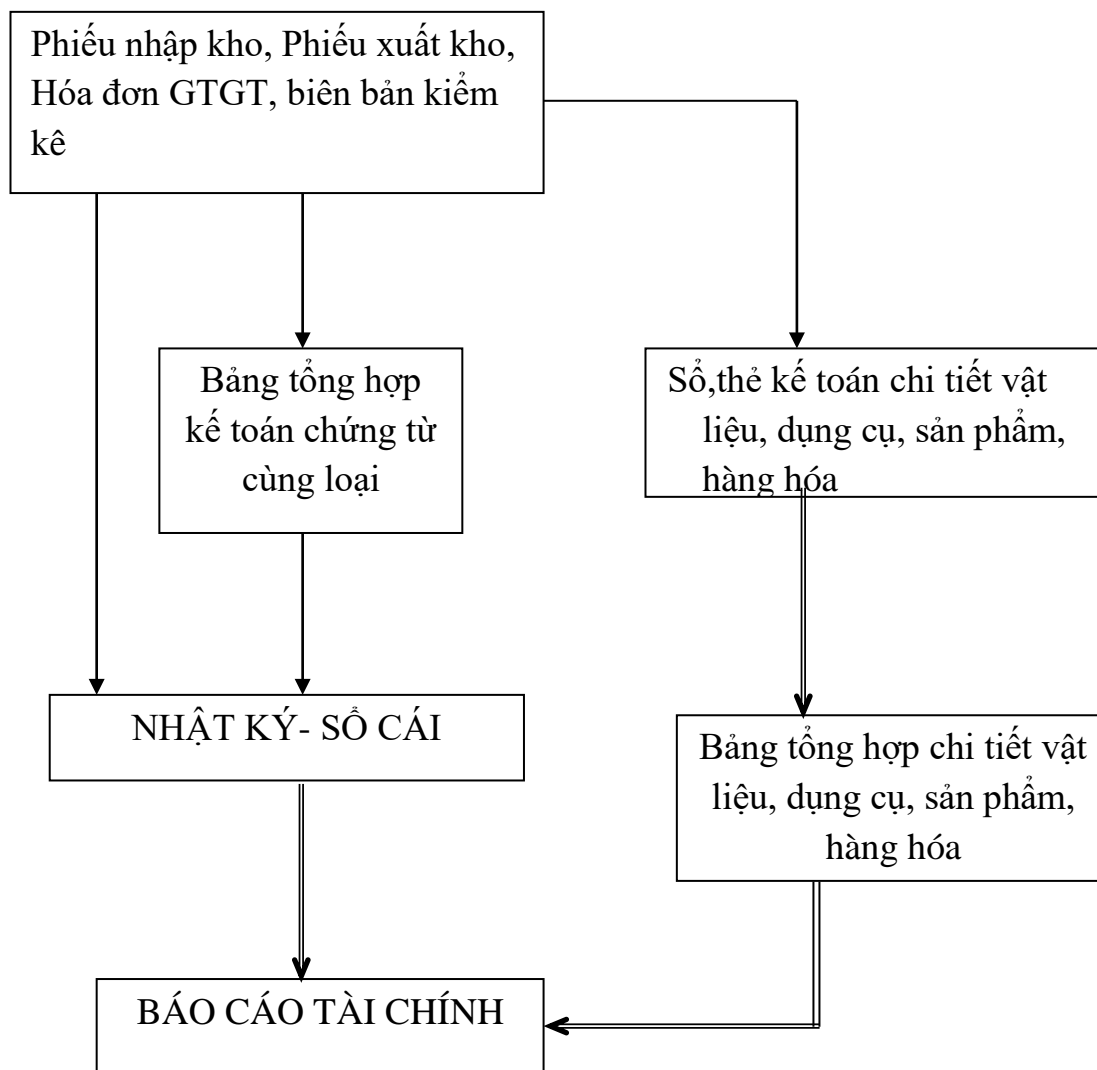 Phiếu nhập kho, Phiếu xuất kho,
Hóa đơn GTGT, biên bản kiểm
kê
Bảng tổng hợp
kế toán chứng từ
cùng loại
Sổ,thẻ kế toán chi tiết vật
liệu, dụng cụ, sản phẩm,
hàng hóa
NHẬT KÝ- SỔ CÁI
Bảng tổng hợp chi tiết vật
liệu, dụng cụ, sản phẩm,
hàng hóa
BÁO CÁO TÀI CHÍNH